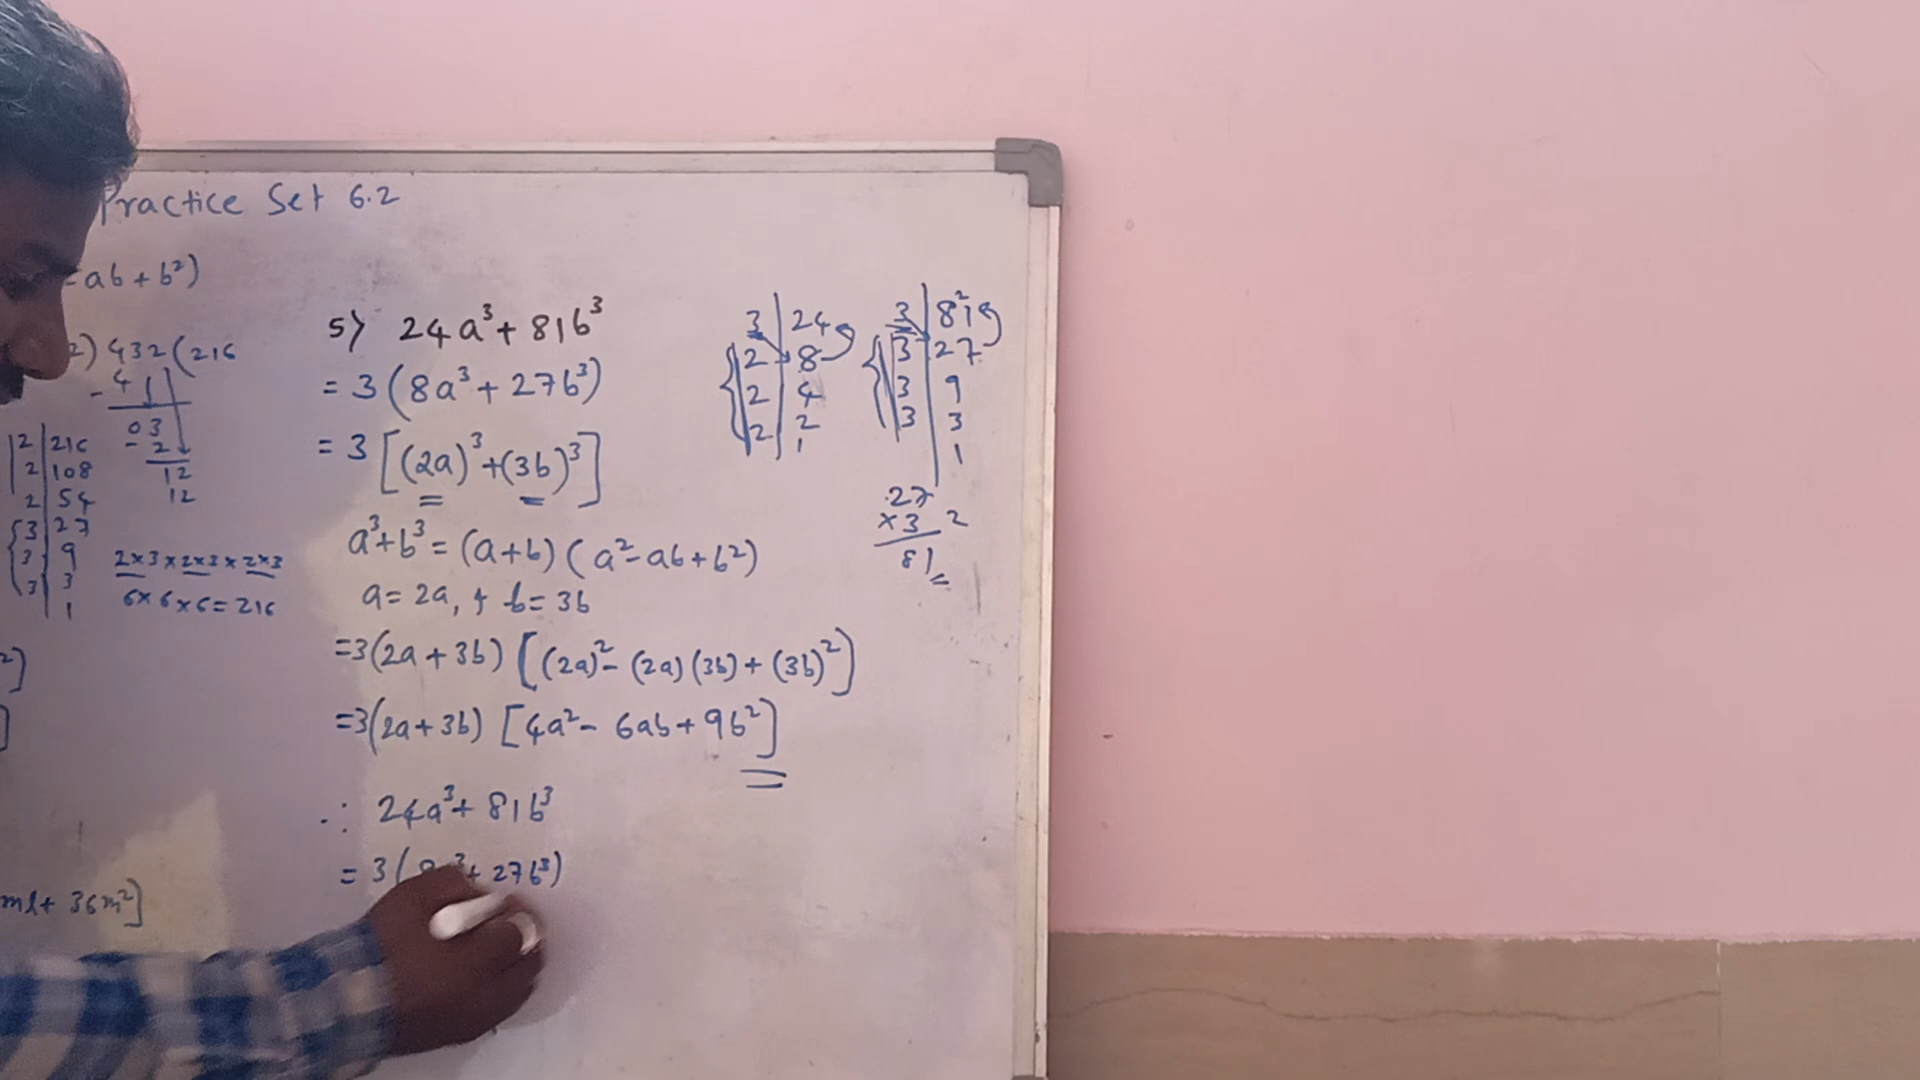 Practice Set 6.2
-ab + b²)
2) 432 (216
- 4
03
- 2
12
12
2 | 216
2 | 108
2 | 54
3 | 27
3 | 9
3 | 3
1
2×3×2×3×2×3
6×6×6=216
²)]
]
ml + 36m²]
5) 24a³ + 81b³
= 3 (8a³ + 27b³)
= 3 [(2a)³ + (3b)³]
a³+b³ = (a+b) (a²-ab+b²)
a = 2a, & b = 3b
=3(2a + 3b) [(2a)² - (2a)(3b) + (3b)²]
=3(2a + 3b) [4a² - 6ab + 9b²]
∴ 24a³ + 81b³
= 3(8a³ + 27b³)
3 | 24
2 | 8
2 | 4
2 | 2
1
3 | 81
3 | 27
3 | 9
3 | 3
1
27
×3 2
81